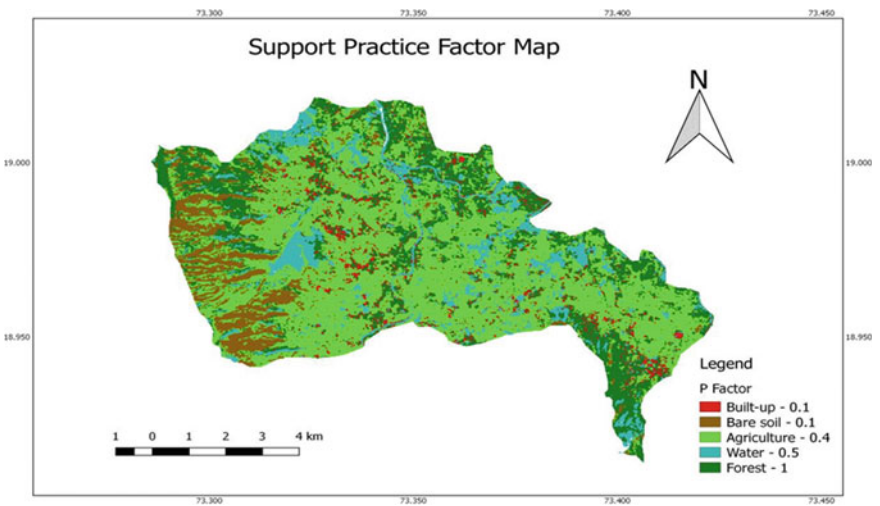 73.300 73.350 73.400 73.450
Support Practice Factor Map
N
19.000 19.000
18.950 18.950
Legend
P Factor
Built-up - 0.1
Bare soil - 0.1
Agriculture - 0.4
Water - 0.5
Forest - 1
1 0 1 2 3 4 km
73.300 73.350 73.400 73.450